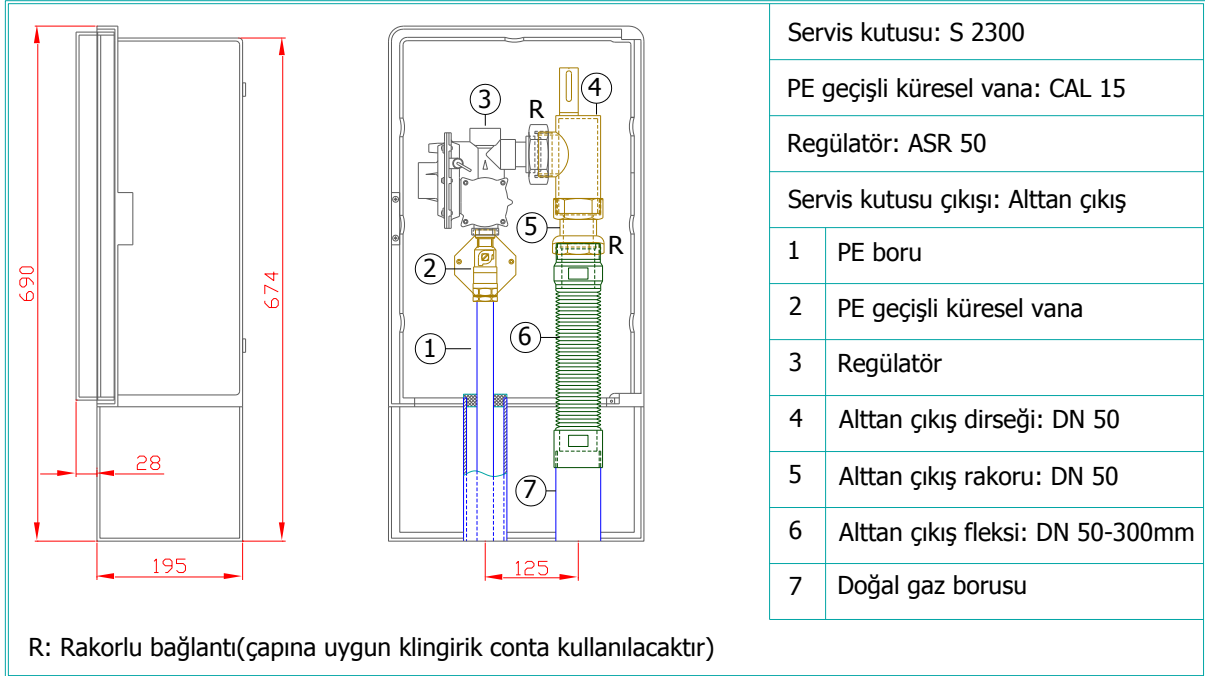 690
674
28
195
125
1
2
3
4
5
6
7
R
R
Servis kutusu: S 2300
PE geçişli küresel vana: CAL 15
Regülatör: ASR 50
Servis kutusu çıkışı: Alttan çıkış
1 PE boru
2 PE geçişli küresel vana
3 Regülatör
4 Alttan çıkış dirseği: DN 50
5 Alttan çıkış rakoru: DN 50
6 Alttan çıkış fleksi: DN 50-300mm
7 Doğal gaz borusu
R: Rakorlu bağlantı(çapına uygun klingirik conta kullanılacaktır)